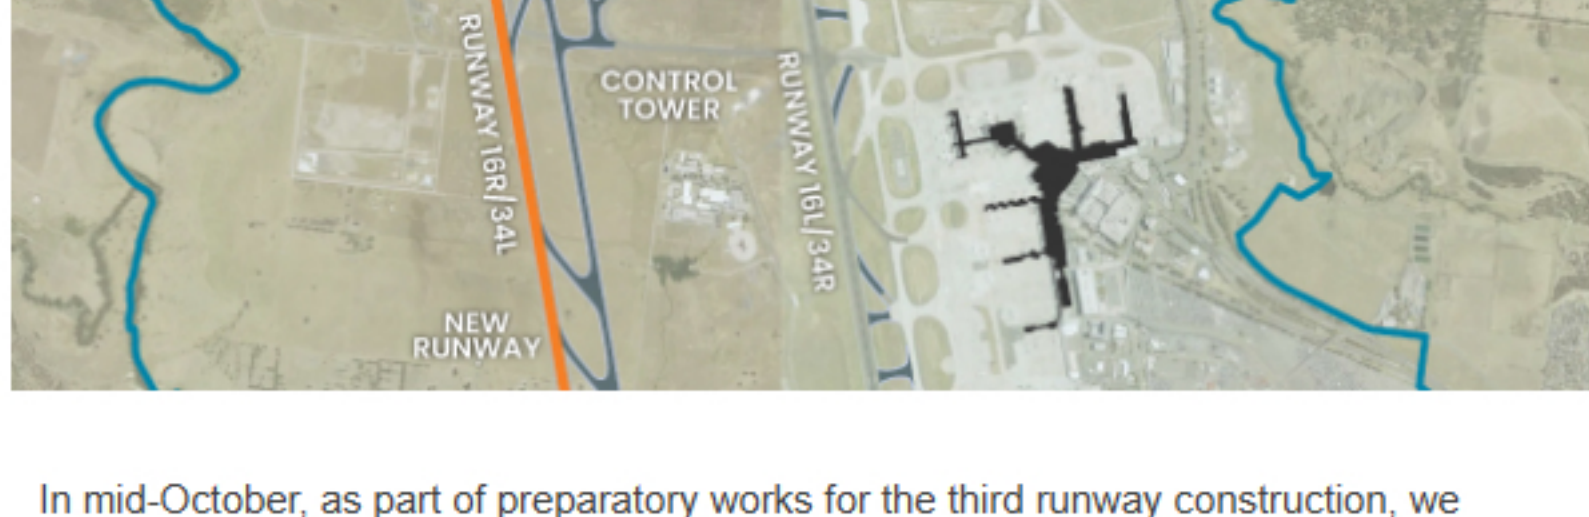 RUNWAY 16R/34L
CONTROL
TOWER
RUNWAY 16L/34R
NEW
RUNWAY
In mid-October, as part of preparatory works for the third runway construction, we